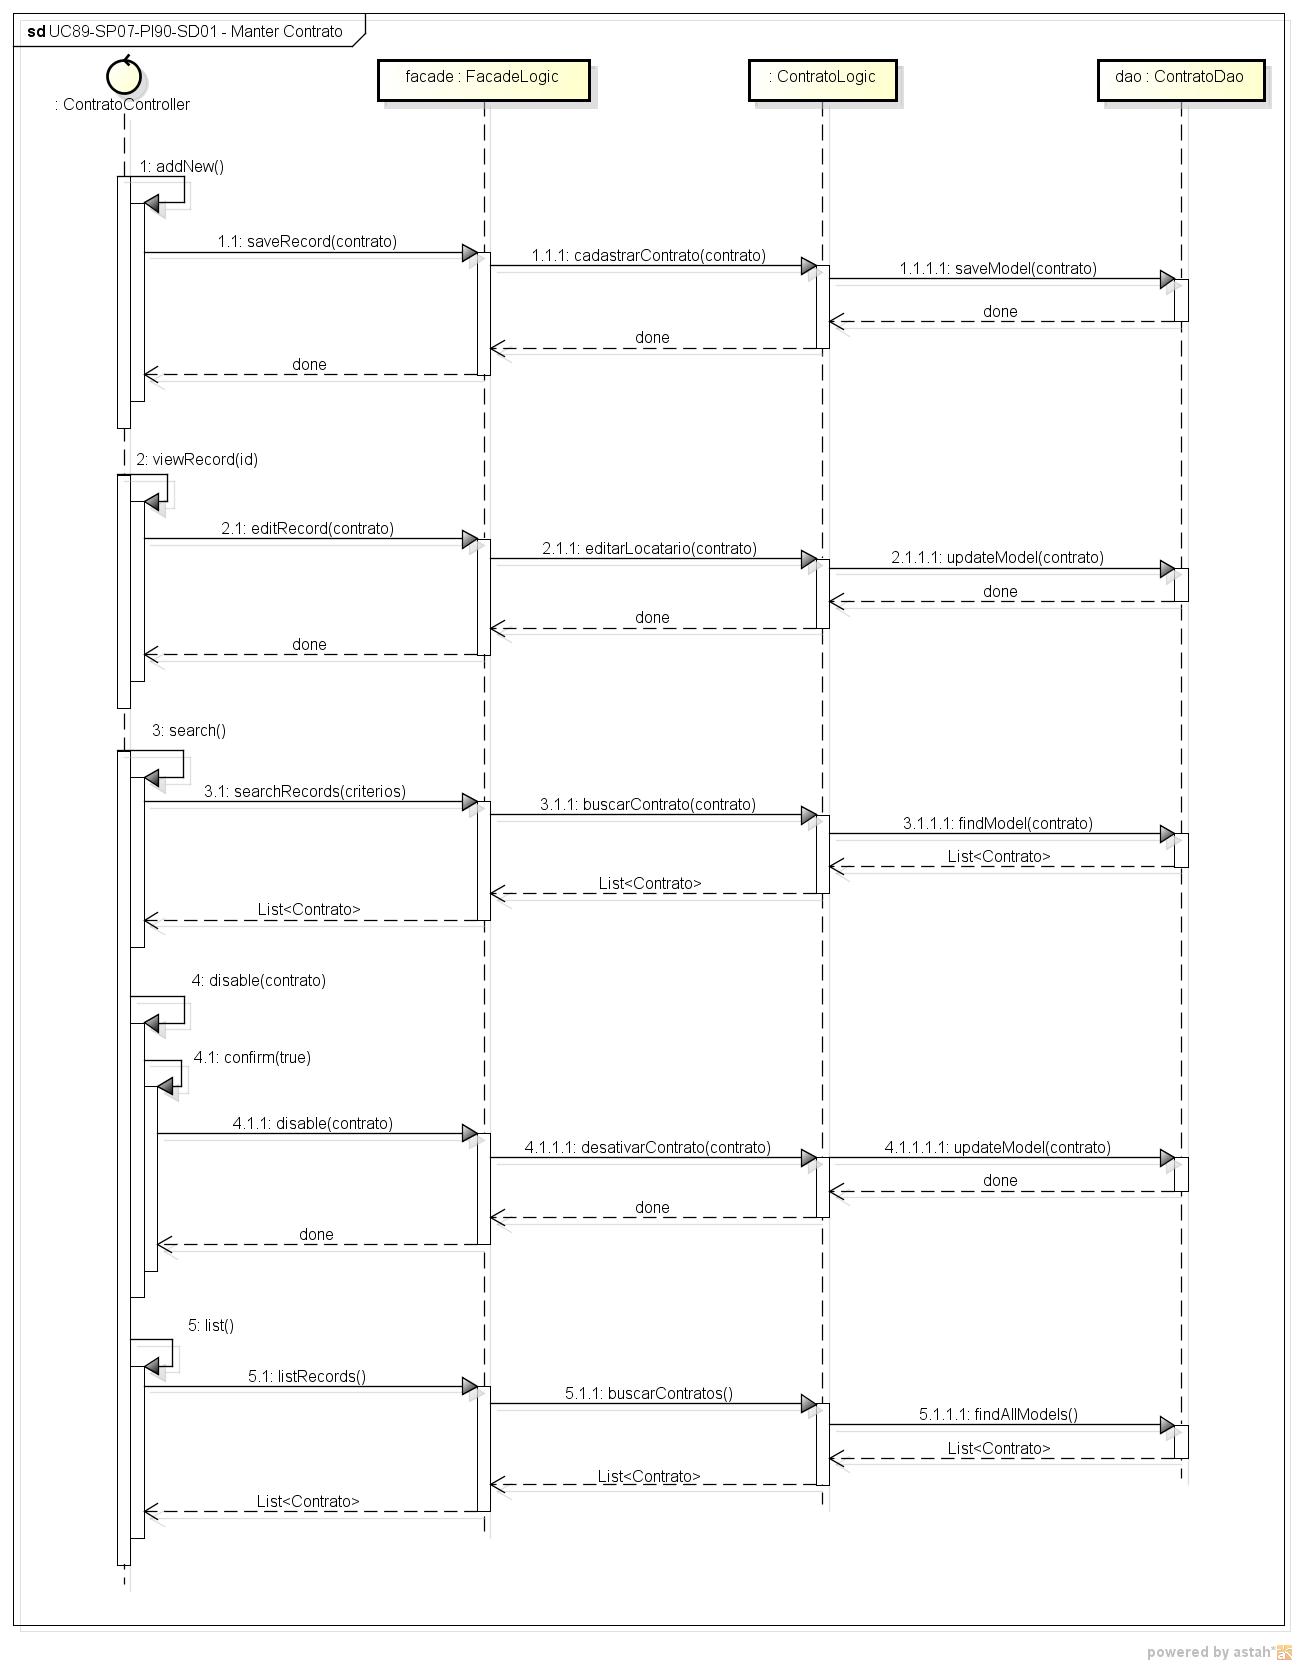 sd UC89-SP07-PI90-SD01 - Manter Contrato
: ContratoController
facade : FacadeLogic
: ContratoLogic
dao : ContratoDao
1: addNew()
1.1: saveRecord(contrato)
1.1.1: cadastrarContrato(contrato)
1.1.1.1: saveModel(contrato)
done
done
done
2: viewRecord(id)
2.1: editRecord(contrato)
2.1.1: editarLocatario(contrato)
2.1.1.1: updateModel(contrato)
done
done
done
3: search()
3.1: searchRecords(criterios)
3.1.1: buscarContrato(contrato)
3.1.1.1: findModel(contrato)
List<Contrato>
List<Contrato>
List<Contrato>
4: disable(contrato)
4.1: confirm(true)
4.1.1: disable(contrato)
4.1.1.1: desativarContrato(contrato)
4.1.1.1.1: updateModel(contrato)
done
done
done
5: list()
5.1: listRecords()
5.1.1: buscarContratos()
5.1.1.1: findAllModels()
List<Contrato>
List<Contrato>
List<Contrato>
powered by astah*